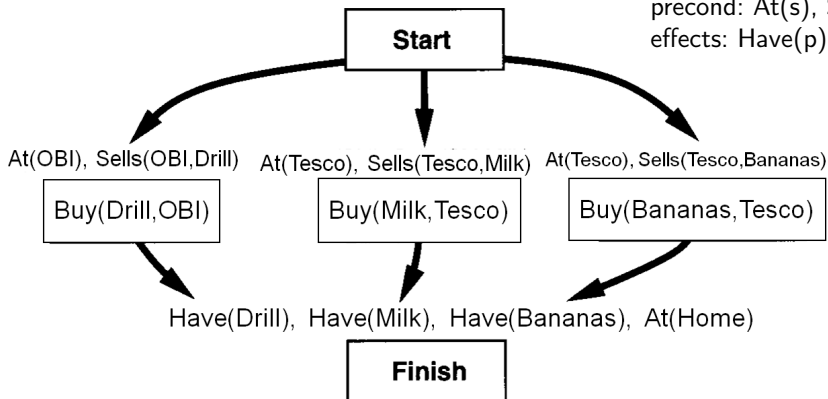 precond: At(s),
effects: Have(p)
Start
At(OBI), Sells(OBI,Drill) At(Tesco), Sells(Tesco,Milk) At(Tesco), Sells(Tesco,Bananas)
Buy(Drill,OBI) Buy(Milk,Tesco) Buy(Bananas,Tesco)
Have(Drill), Have(Milk), Have(Bananas), At(Home)
Finish